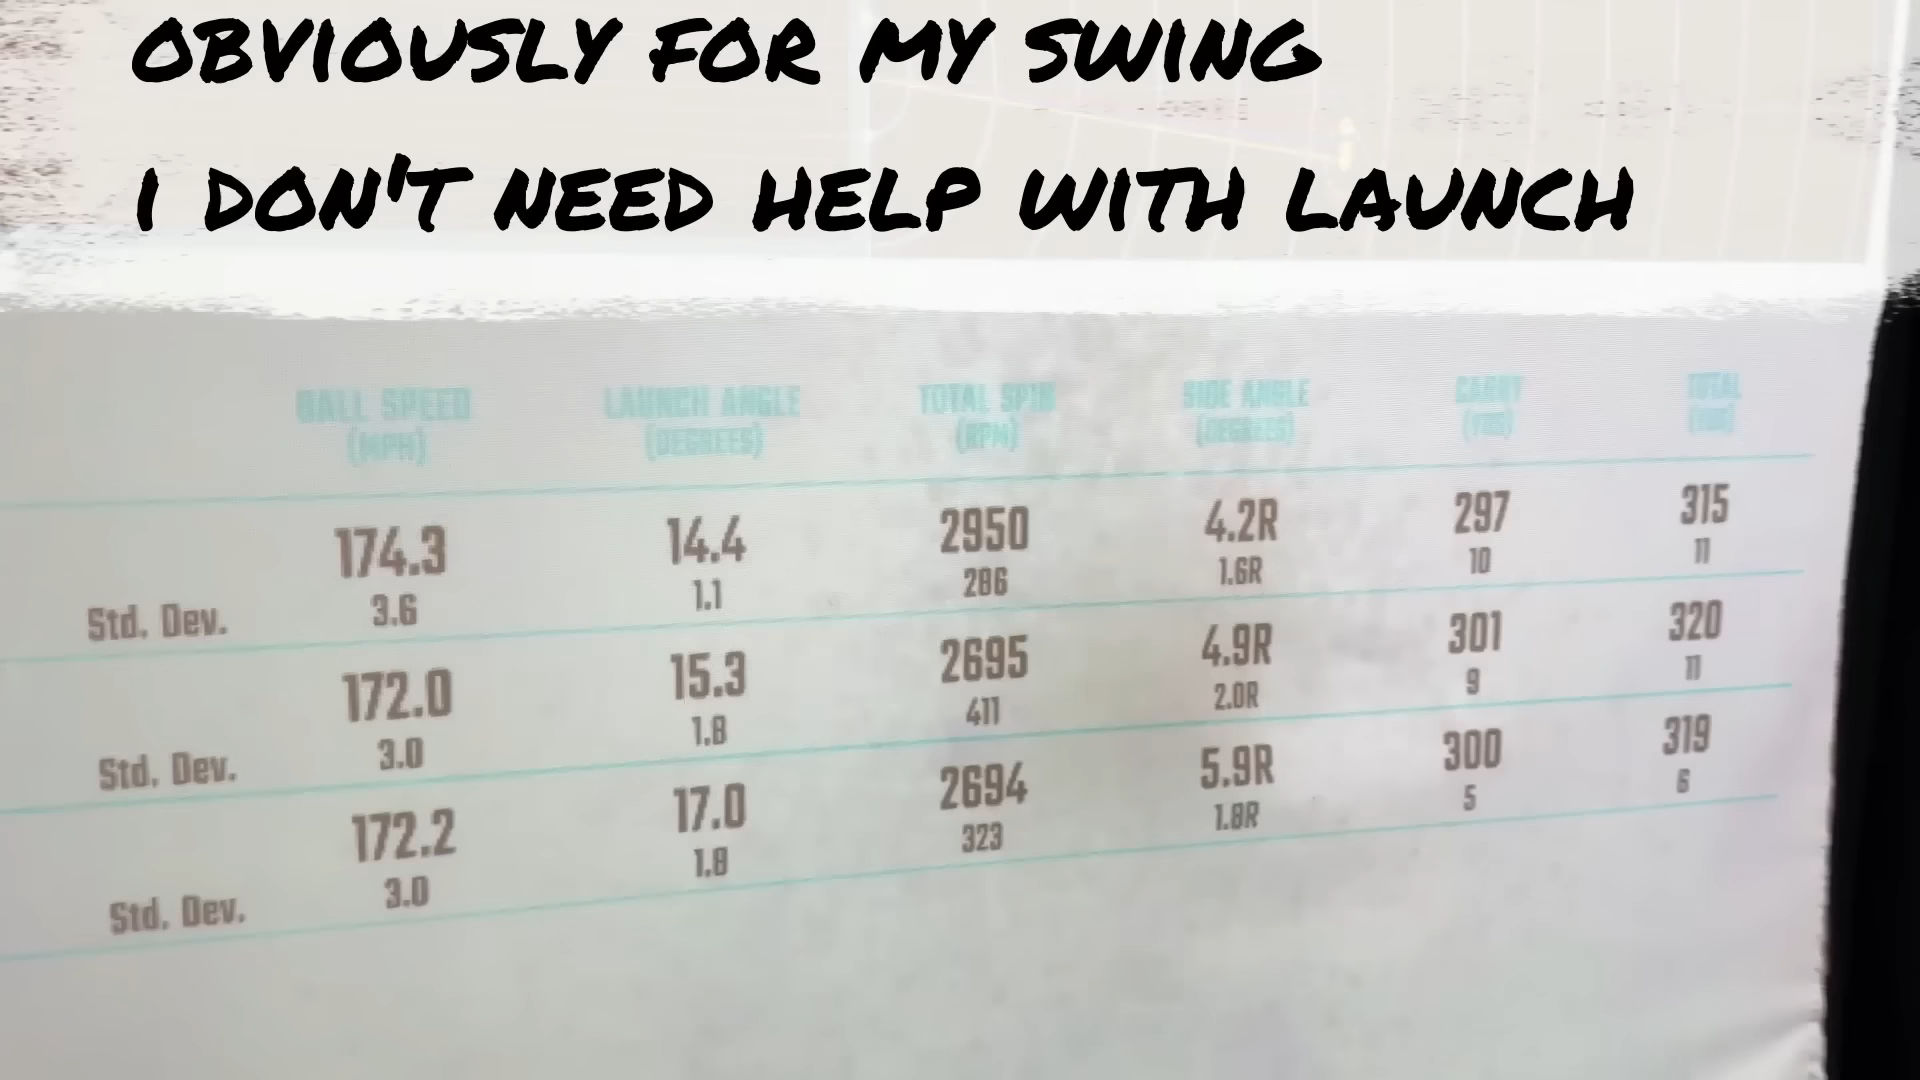 OBVIOUSLY FOR MY SWING
I DON'T NEED HELP WITH LAUNCH
BALL SPEED LAUNCH ANGLE TOTAL SPIN SIDE ANGLE CARRY TOTAL
(MPH) (DEGREES) (RPM) (DEGREES) (YDS) (YDS)
174.3 14.4 2950 4.2R 297 315
Std. Dev. 3.6 1.1 286 1.6R 10 11
172.0 15.3 2695 4.9R 301 320
Std. Dev. 3.0 1.8 411 2.0R 9 11
172.2 17.0 2694 5.9R 300 319
Std. Dev. 3.0 1.8 323 1.8R 5 6